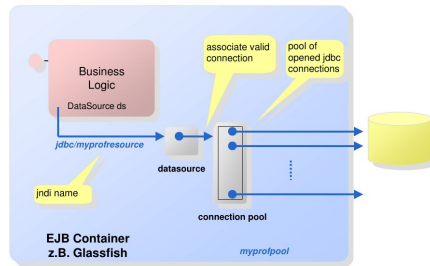 associate valid
connection
pool of
opened jdbc
connections
Business
Logic
DataSource ds
jdbc/myprofresource
datasource
jndi name
connection pool
EJB Container
z.B. Glassfish
myprofpool